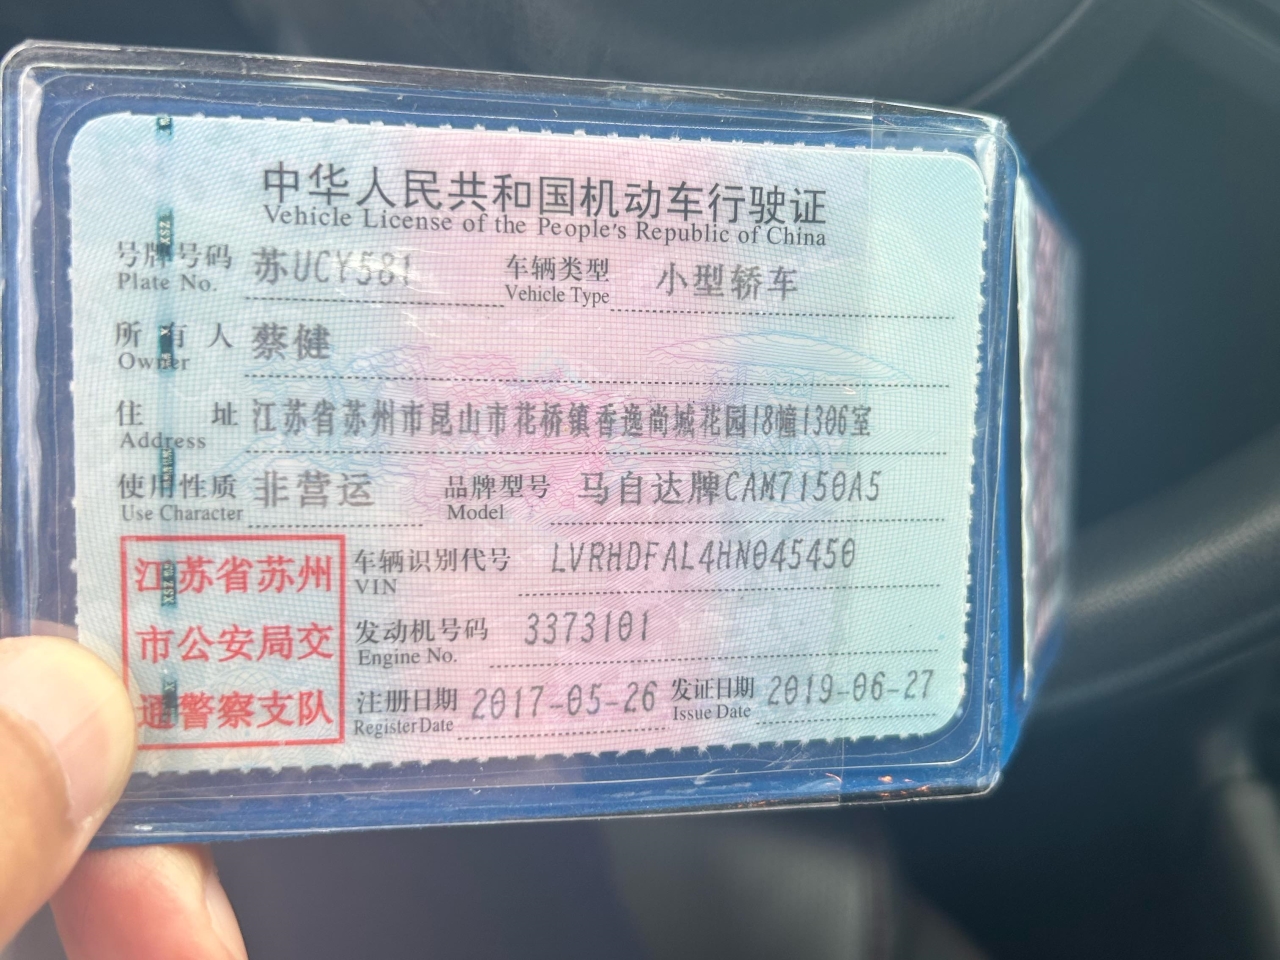 中华人民共和国机动车行驶证
Vehicle License of the People's Republic of China
号牌号码 苏UCY581 车辆类型 小型轿车
Plate No. Vehicle Type
所有人 蔡健
Owner
住址 江苏省苏州市昆山市花桥镇香逸尚城花园18幢1306室
Address
使用性质 非营运 品牌型号 马自达牌CAM7150A5
Use Character Model
江苏省苏州
市公安局交
通警察支队
车辆识别代号 LVRHDFAL4HN045450
VIN
发动机号码 3373101
Engine No.
注册日期 2017-05-26 发证日期 2019-06-27
Register Date Issue Date